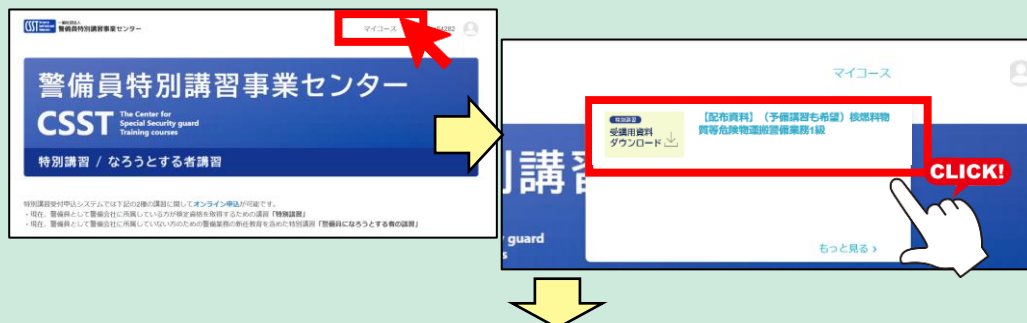 CSST
一般社団法人
警備員特別講習事業センター
マイコース
54282
警備員特別講習事業センター
CSST The Center for
Special Security guard
Training courses
特別講習 / なろうとする者講習
特別講習受付申込システムでは下記の2種の講習に関してオンライン申込が可能です。
・現在、警備員として警備会社に所属している方が検定資格を取得するための講習「特別講習」
・現在、警備員として警備会社に所属していない方のための警備業務の新任教育を含めた特別講習「警備員になろうとする者の講習」
マイコース
特別講習
受講用資料
ダウンロード
【配布資料】（予備講習も希望）核燃料物
質等危険物運搬警備業務1級
CLICK!
講習
guard
s
もっと見る ›